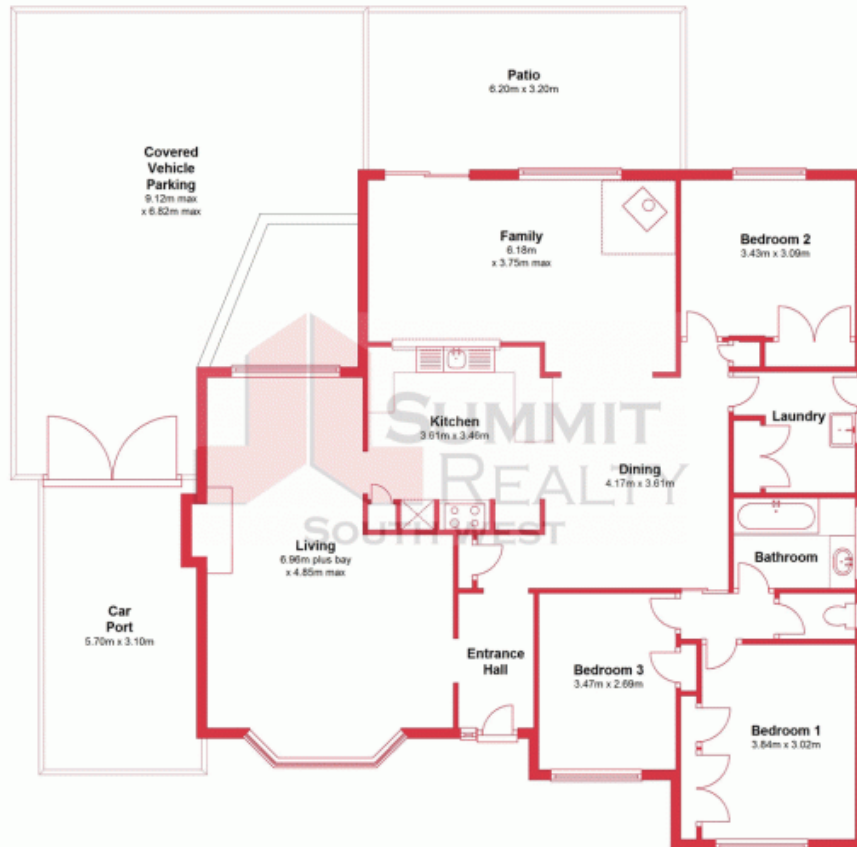 Patio
6.20m x 3.20m
Covered
Vehicle
Parking
9.12m max
x 6.82m max
Family
6.18m
x 3.75m max
Bedroom 2
3.43m x 3.09m
Kitchen
3.61m x 3.46m
Laundry
SUMMIT
REALTY
SOUTH WEST
Dining
4.17m x 3.61m
Living
6.96m plus bay
x 4.85m max
Bathroom
Car
Port
5.70m x 3.10m
Entrance
Hall
Bedroom 3
3.47m x 2.69m
Bedroom 1
3.84m x 3.02m